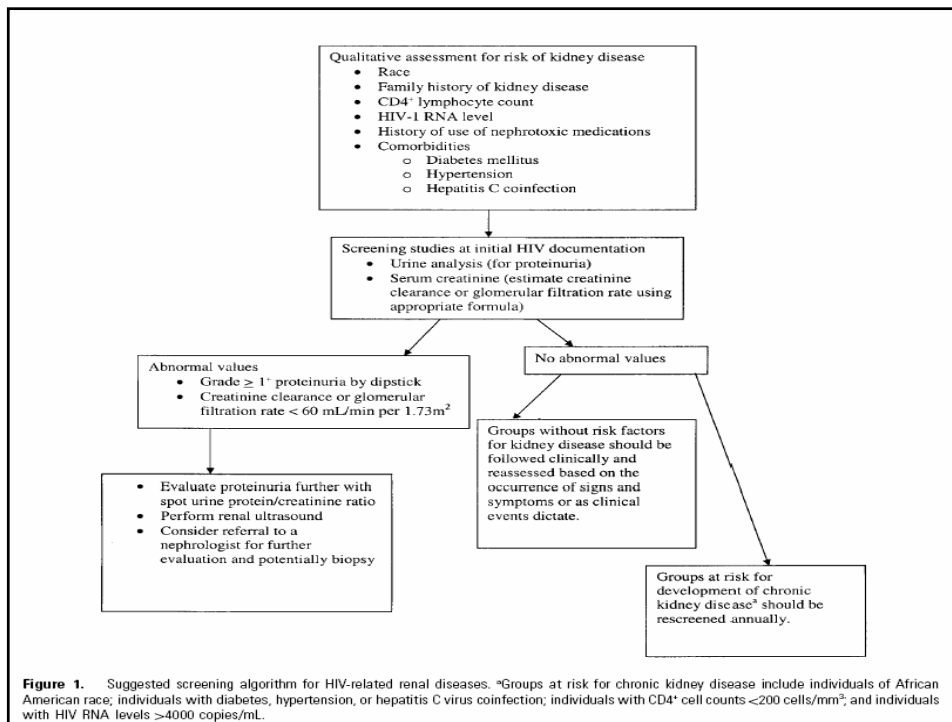 Qualitative assessment for risk of kidney disease
• Race
• Family history of kidney disease
• CD4⁺ lymphocyte count
• HIV-1 RNA level
• History of use of nephrotoxic medications
• Comorbidities
o Diabetes mellitus
o Hypertension
o Hepatitis C coinfection
Screening studies at initial HIV documentation
• Urine analysis (for proteinuria)
• Serum creatinine (estimate creatinine
clearance or glomerular filtration rate using
appropriate formula)
Abnormal values
• Grade ≥ 1⁺ proteinuria by dipstick
• Creatinine clearance or glomerular
filtration rate < 60 mL/min per 1.73m²
No abnormal values
• Evaluate proteinuria further with
spot urine protein/creatinine ratio
• Perform renal ultrasound
• Consider referral to a
nephrologist for further
evaluation and potentially biopsy
Groups without risk factors
for kidney disease should be
followed clinically and
reassessed based on the
occurrence of signs and
symptoms or as clinical
events dictate.
Groups at risk for
development of chronic
kidney diseaseᵃ should be
rescreened annually.
Figure 1. Suggested screening algorithm for HIV-related renal diseases. ᵃGroups at risk for chronic kidney disease include individuals of African
American race; individuals with diabetes, hypertension, or hepatitis C virus coinfection; individuals with CD4⁺ cell counts <200 cells/mm³; and individuals
with HIV RNA levels >4000 copies/mL.